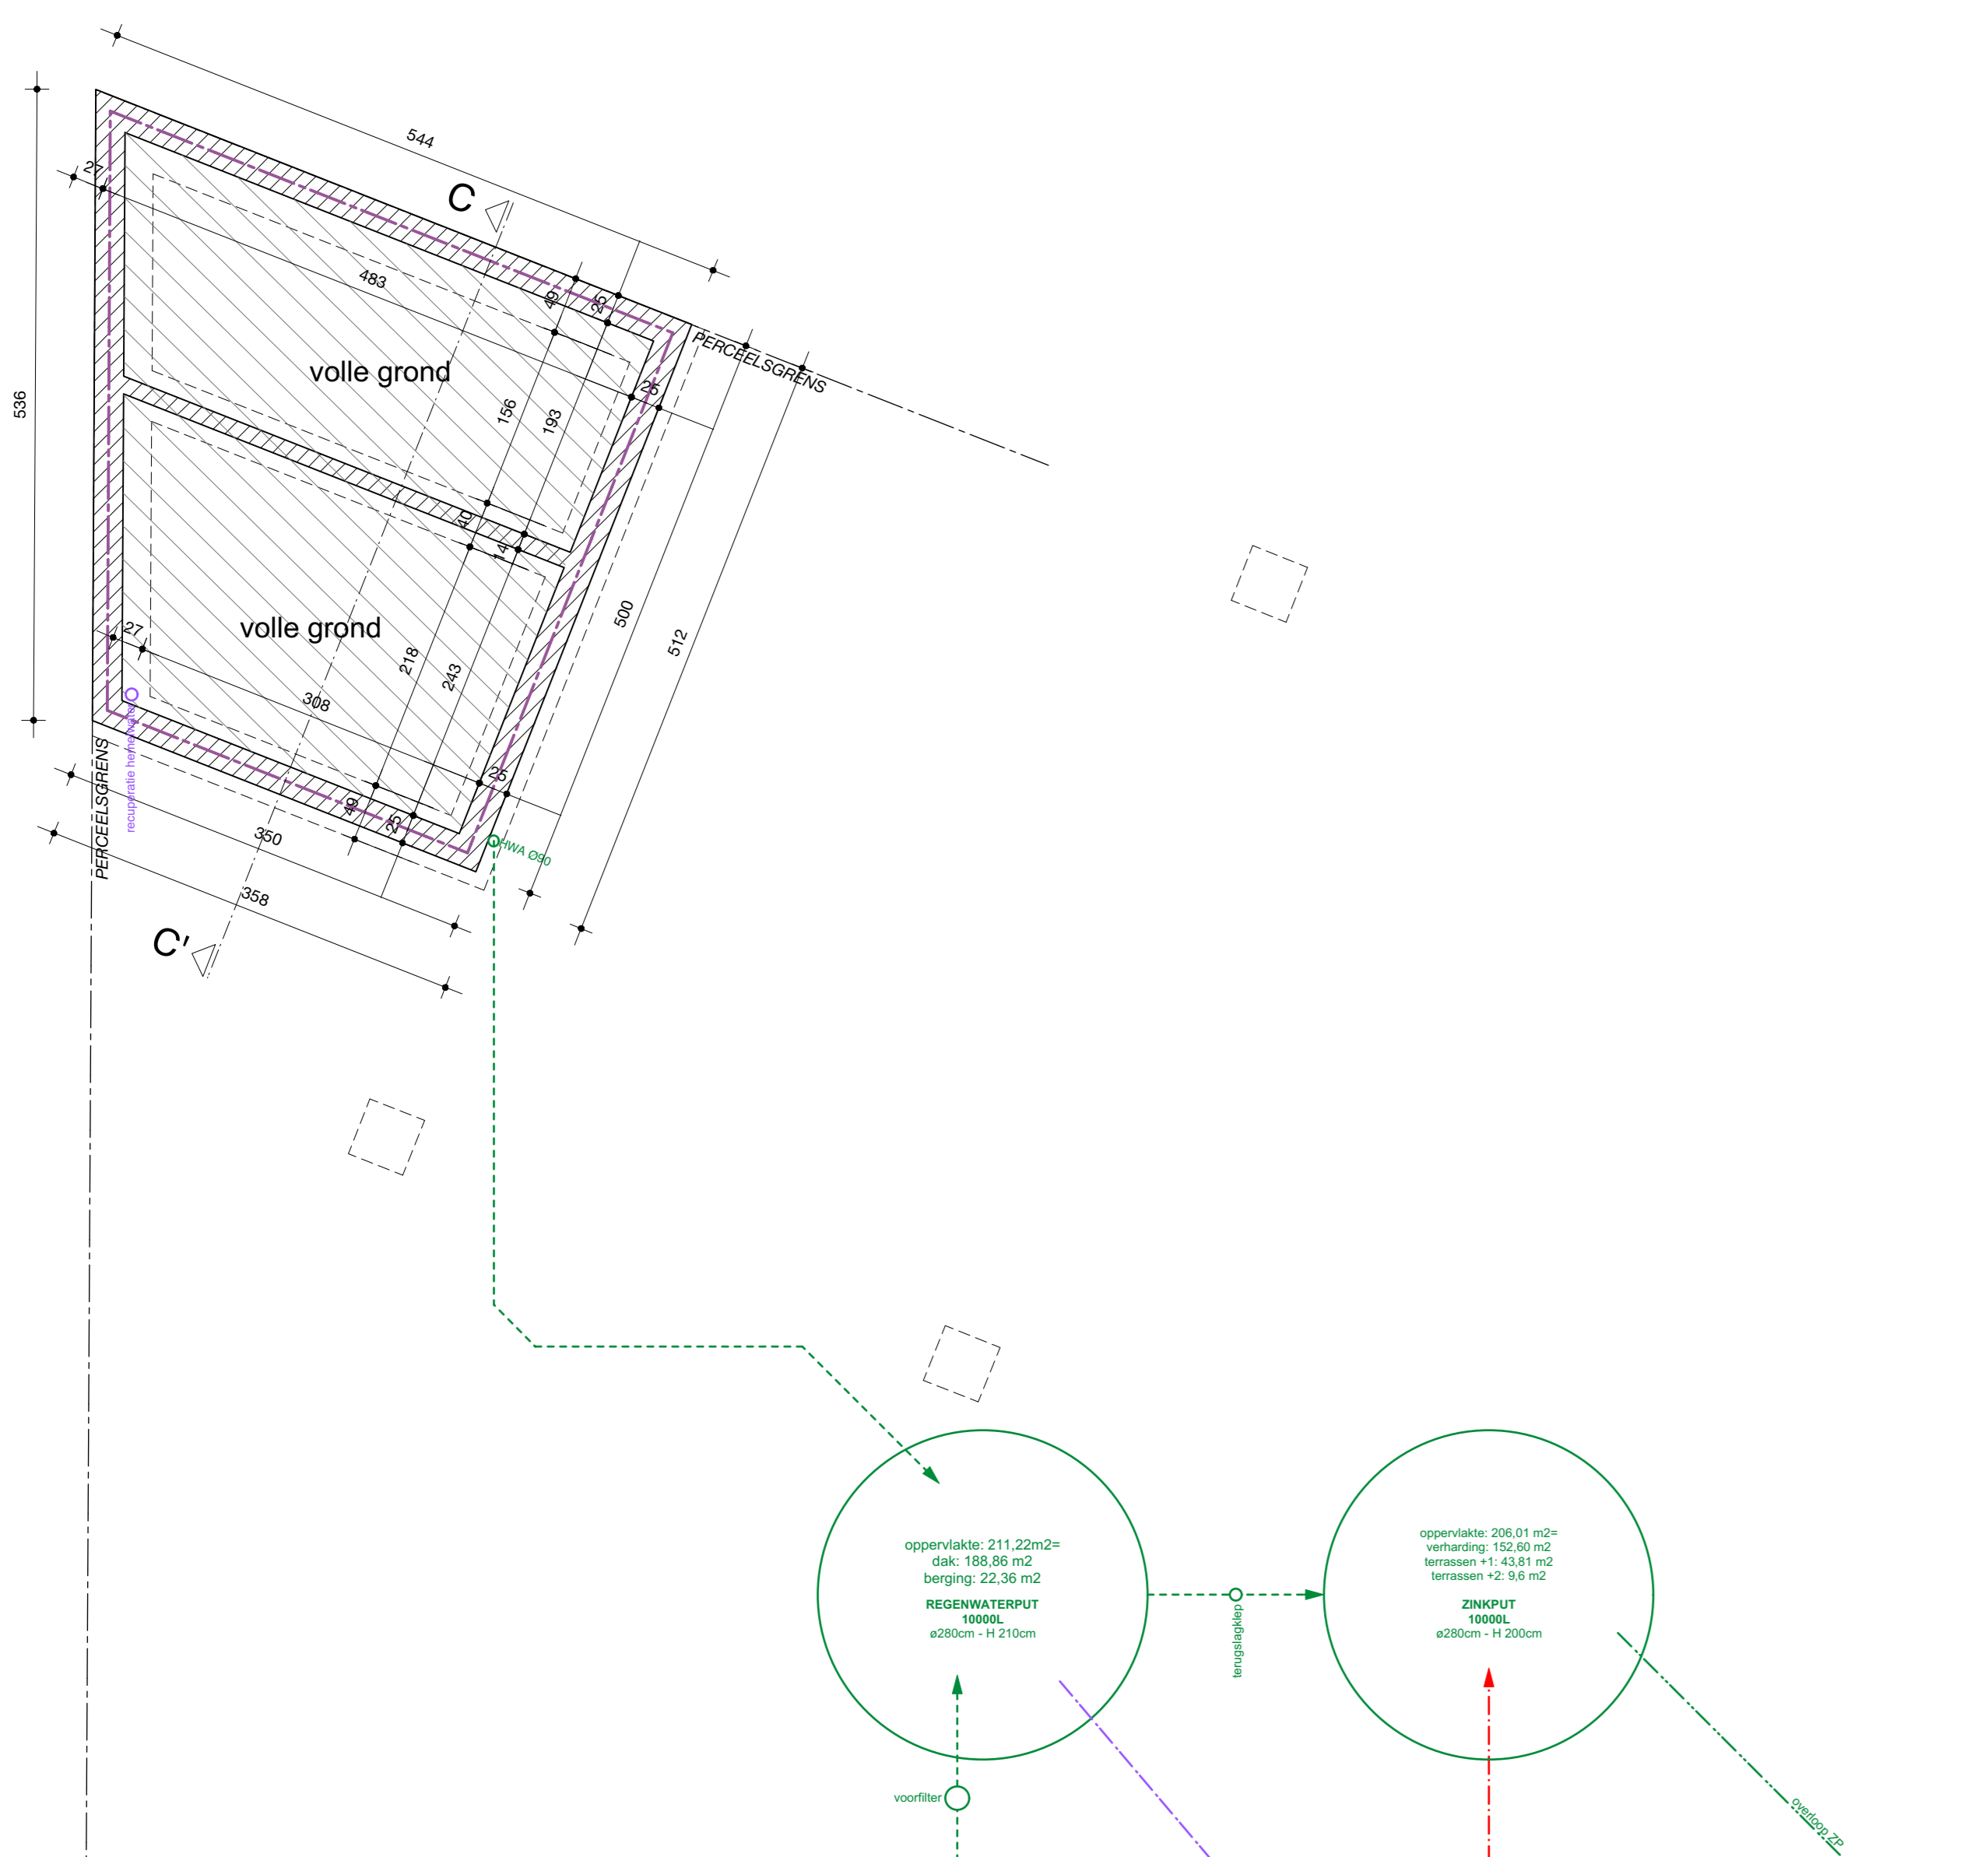 544
27
C
483
49
25
536
volle grond
PERCEELSGRENS
25
156
193
40
14
500
512
volle grond
27
218
243
308
25
recuperatie hemelwater
PERCEELSGRENS
49
25
350
HWA Ø90
358
C'
oppervlakte: 211,22m2=
dak: 188,86 m2
berging: 22,36 m2
REGENWATERPUT
10000L
ø280cm - H 210cm
terugslagklep
oppervlakte: 206,01 m2=
verharding: 152,60 m2
terrassen +1: 43,81 m2
terrassen +2: 9,6 m2
ZINKPUT
10000L
ø280cm - H 200cm
voorfilter
overloop ZP